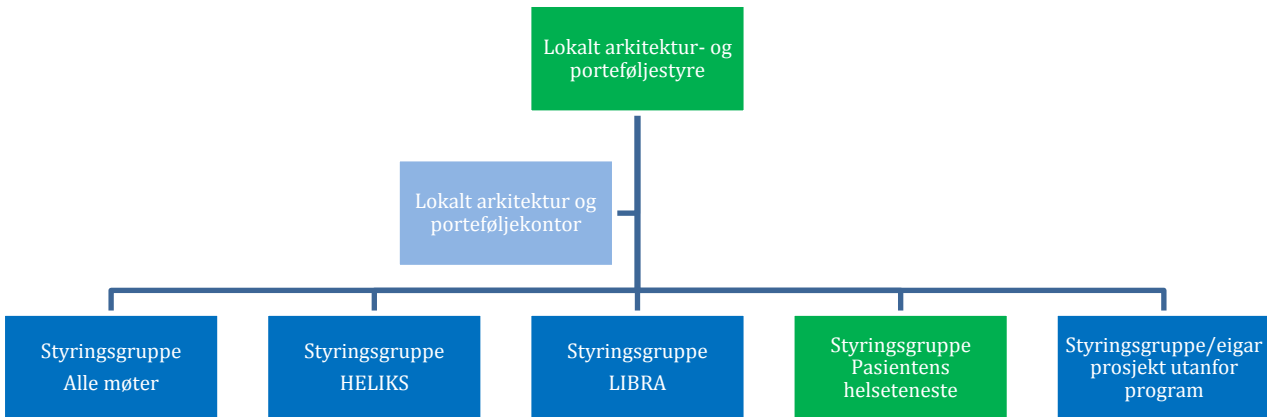 Lokalt arkitektur- og
porteføljestyre
Lokalt arkitektur og
porteføljekontor
Styringsgruppe
Alle møter
Styringsgruppe
HELIKS
Styringsgruppe
LIBRA
Styringsgruppe
Pasientens
helseteneste
Styringsgruppe/eigar
prosjekt utanfor
program